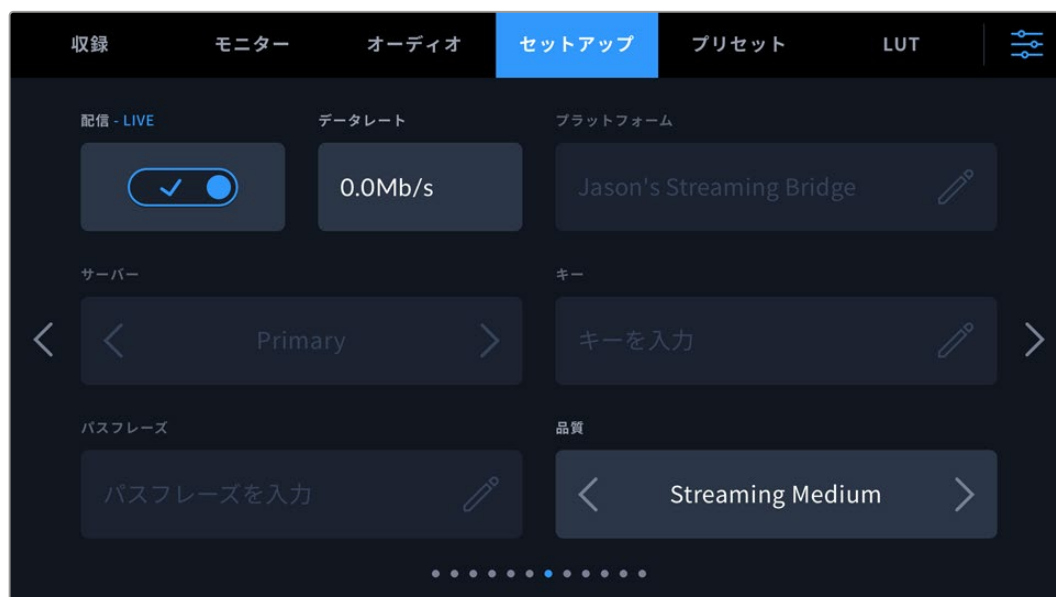 収録 モニター オーディオ セットアップ プリセット LUT
配信 - LIVE データレート プラットフォーム
0.0Mb/s Jason's Streaming Bridge
サーバー キー
Primary キーを入力
パスフレーズ 品質
パスフレーズを入力 Streaming Medium